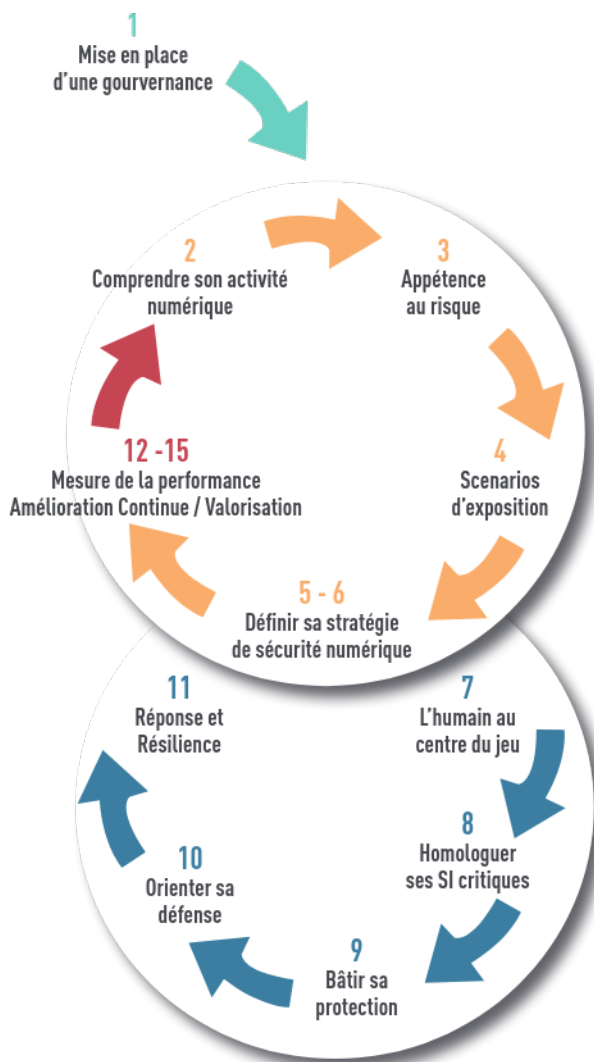 1
Mise en place
d'une gourvernance
2
Comprendre son activité
numérique
3
Appétence
au risque
4
Scenarios
d'exposition
5 - 6
Définir sa stratégie
de sécurité numérique
12 -15
Mesure de la performance
Amélioration Continue / Valorisation
7
L'humain au
centre du jeu
8
Homologuer
ses SI critiques
9
Bâtir sa
protection
10
Orienter sa
défense
11
Réponse et
Résilience